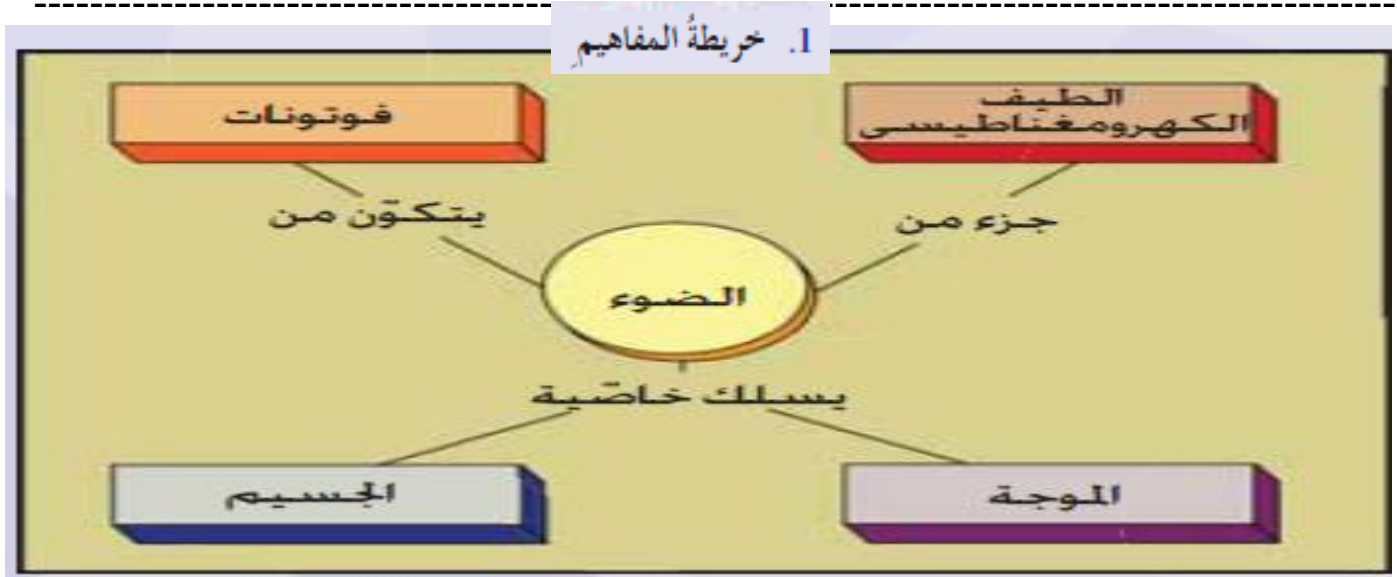 1. خريطةُ المفاهيمِ
الطيف
الكهرومغناطيسى
فوتونات
جزء من
يتكوّن من
الضوء
يسلك خاصّية
الموجة
الجسيم